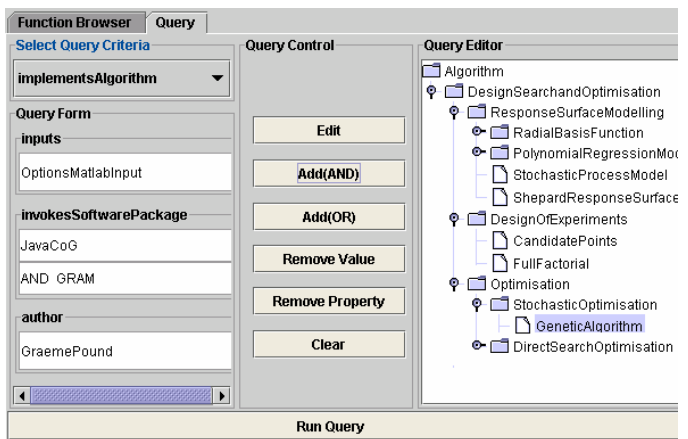 Function Browser
Query
Select Query Criteria
implementsAlgorithm
Query Form
inputs
OptionsMatlabInput
invokesSoftwarePackage
JavaCoG
AND GRAM
author
GraemePound
Query Control
Edit
Add(AND)
Add(OR)
Remove Value
Remove Property
Clear
Query Editor
Algorithm
DesignSearchandOptimisation
ResponseSurfaceModelling
RadialBasisFunction
PolynomialRegressionMod
StochasticProcessModel
ShepardResponseSurface
DesignOfExperiments
CandidatePoints
FullFactorial
Optimisation
StochasticOptimisation
GeneticAlgorithm
DirectSearchOptimisation
Run Query